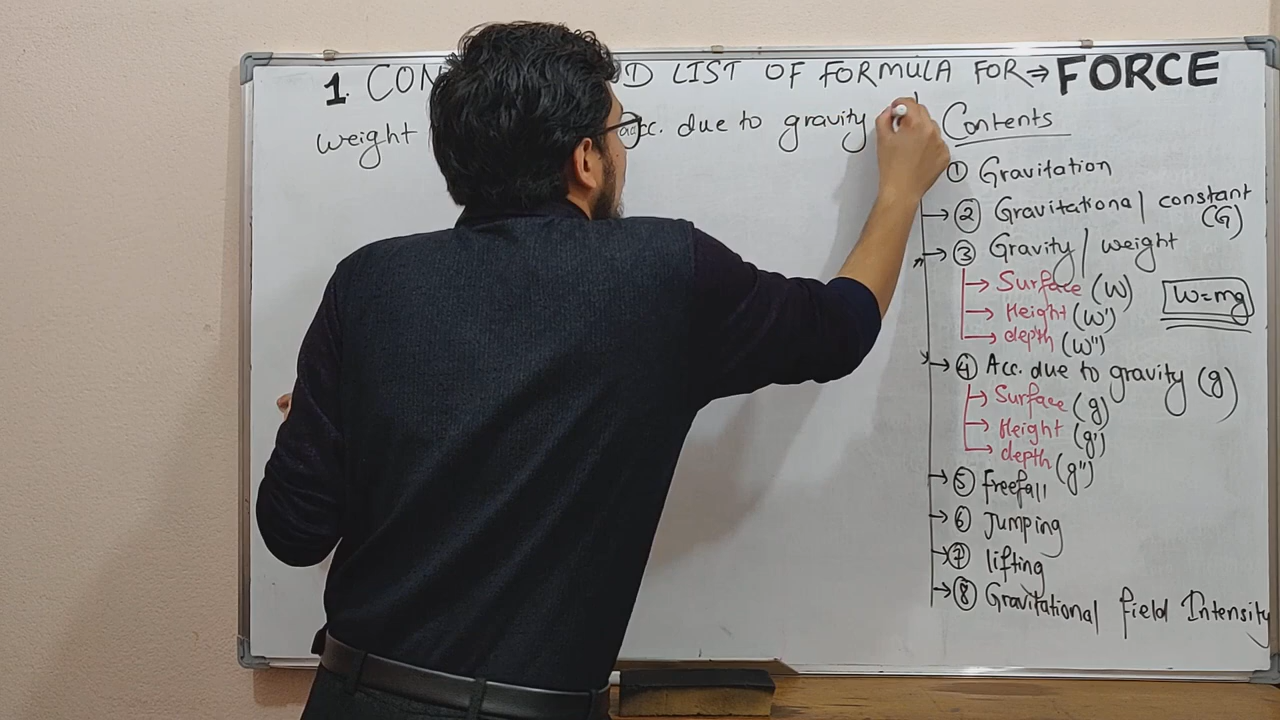 1. CON D LIST OF FORMULA FOR ⇒ FORCE
weight acc. due to gravity
Contents
① Gravitation
→ ② Gravitational constant (G)
→ ③ Gravity / weight
→ Surface (W)
→ Height (W')
→ depth (W")
W=mg
→ ④ Acc. due to gravity (g)
→ Surface (g)
→ Height (g')
→ depth (g")
→ ⑤ freefall
→ ⑥ Jumping
→ ⑦ lifting
→ ⑧ Gravitational field Intensity